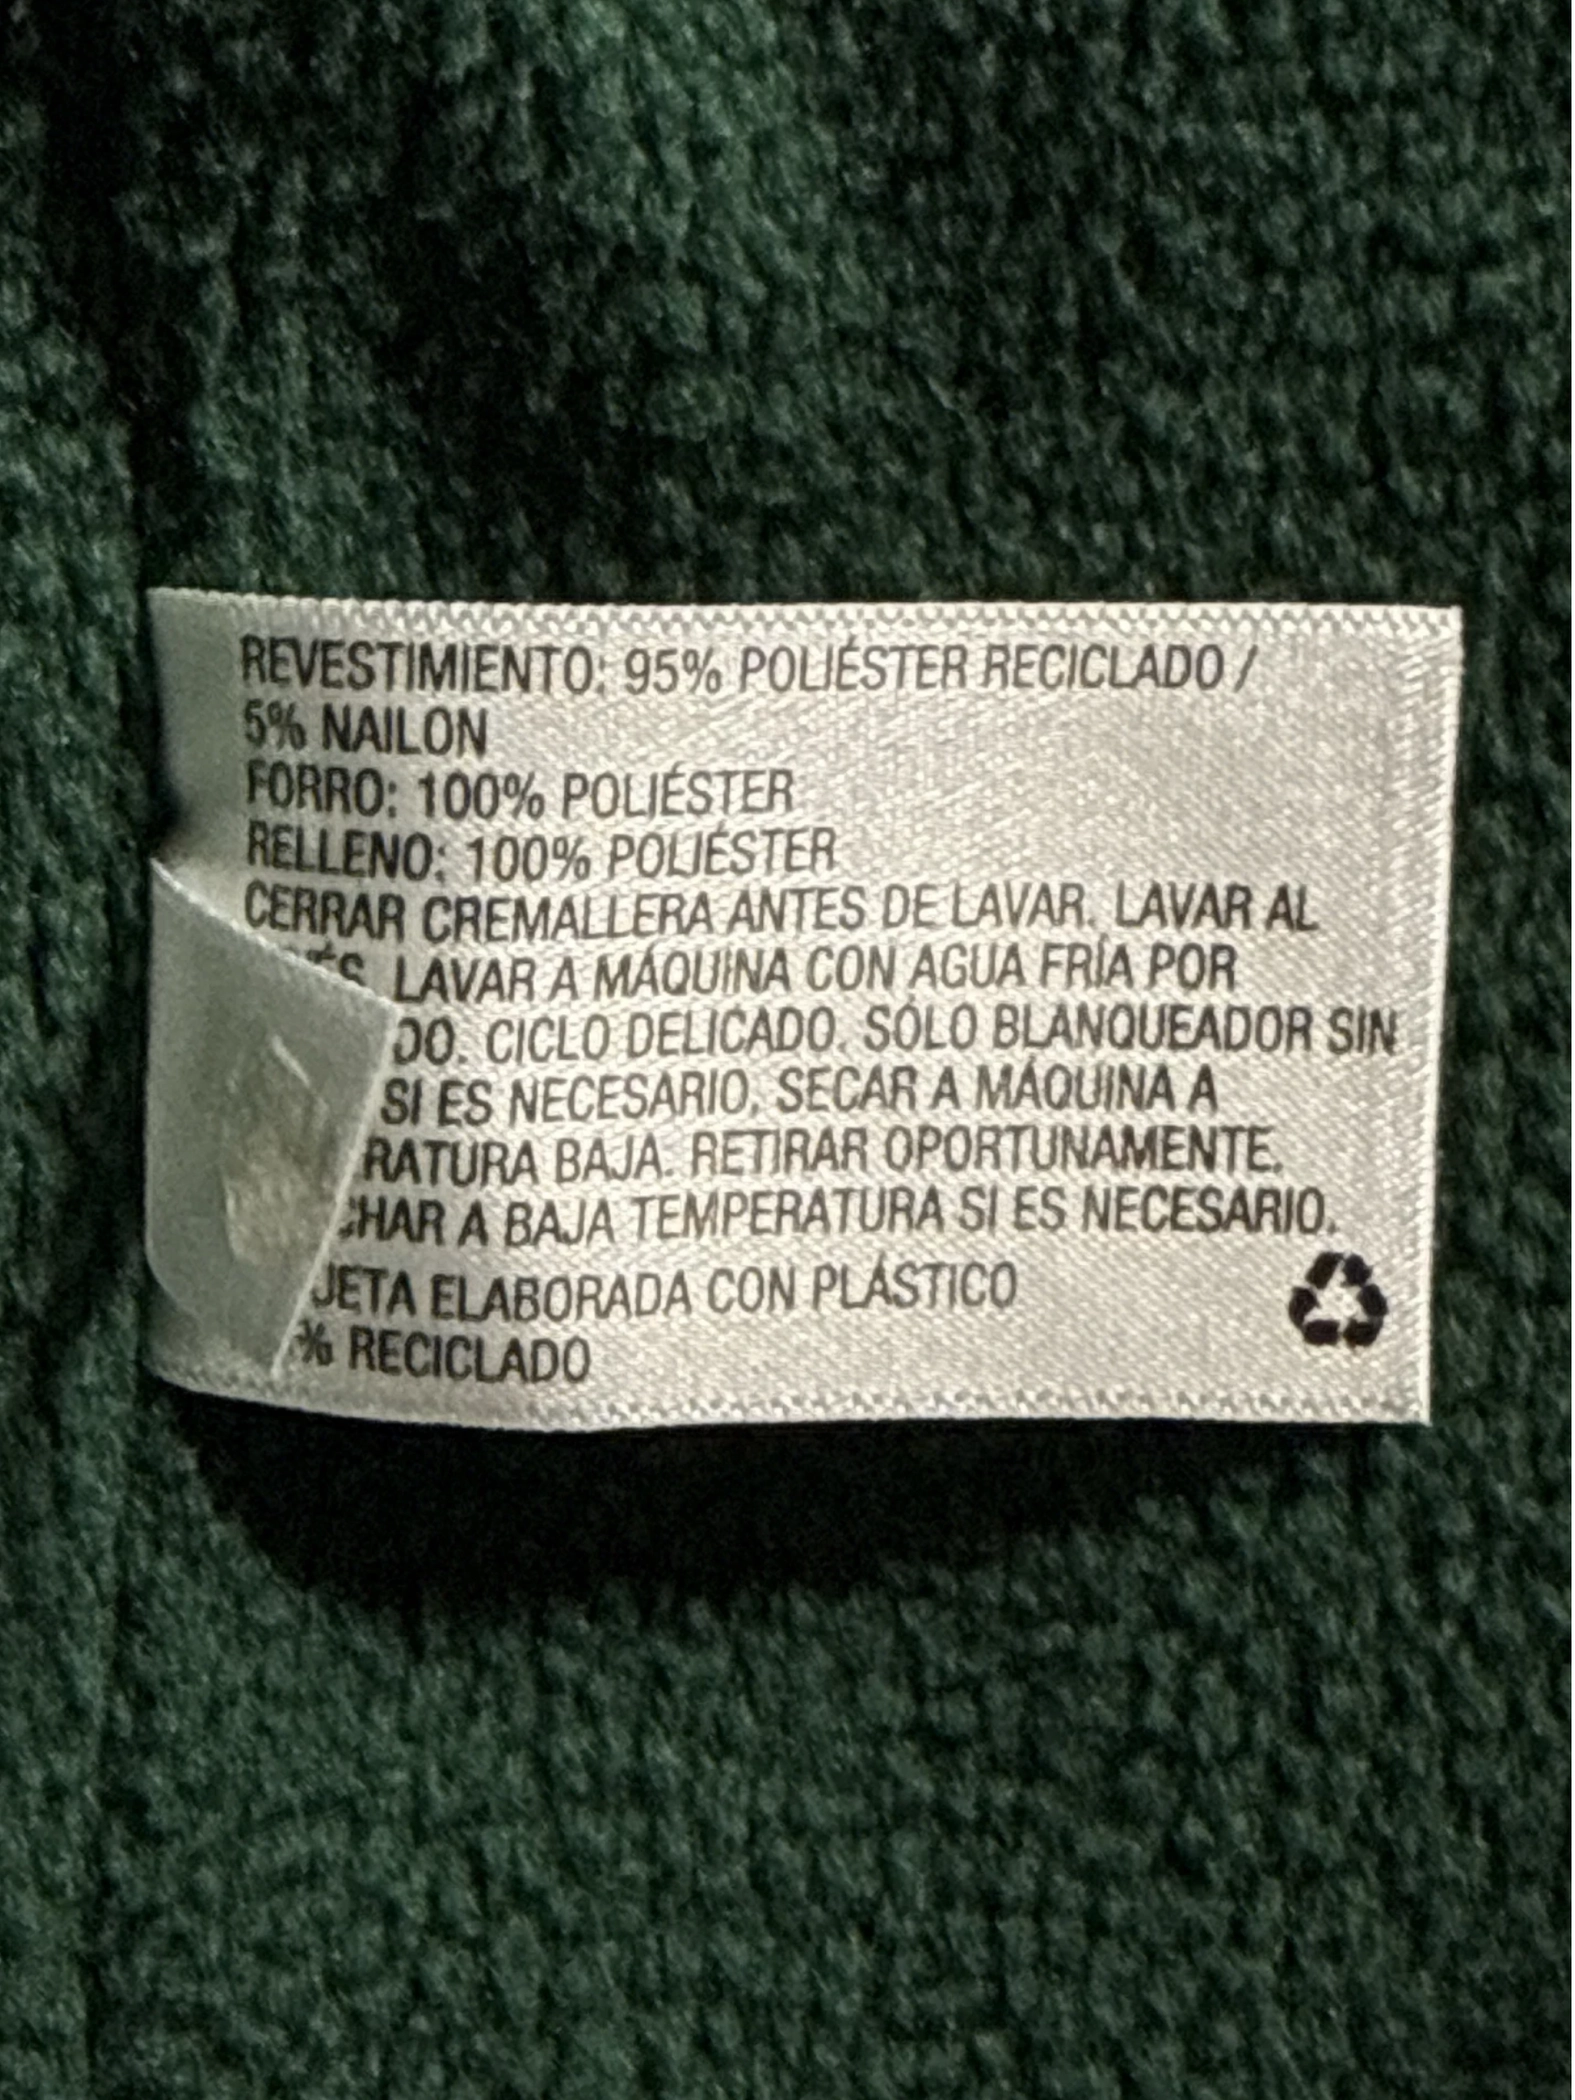 REVESTIMIENTO: 95% POLIÉSTER RECICLADO /
5% NAILON
FORRO: 100% POLIÉSTER
RELLENO: 100% POLIÉSTER
CERRAR CREMALLERA ANTES DE LAVAR. LAVAR AL
LAVAR A MÁQUINA CON AGUA FRÍA POR
DO. CICLO DELICADO. SÓLO BLANQUEADOR SIN
SI ES NECESARIO. SECAR A MÁQUINA A
RATURA BAJA. RETIRAR OPORTUNAMENTE.
CHAR A BAJA TEMPERATURA SI ES NECESARIO.
JETA ELABORADA CON PLÁSTICO
% RECICLADO